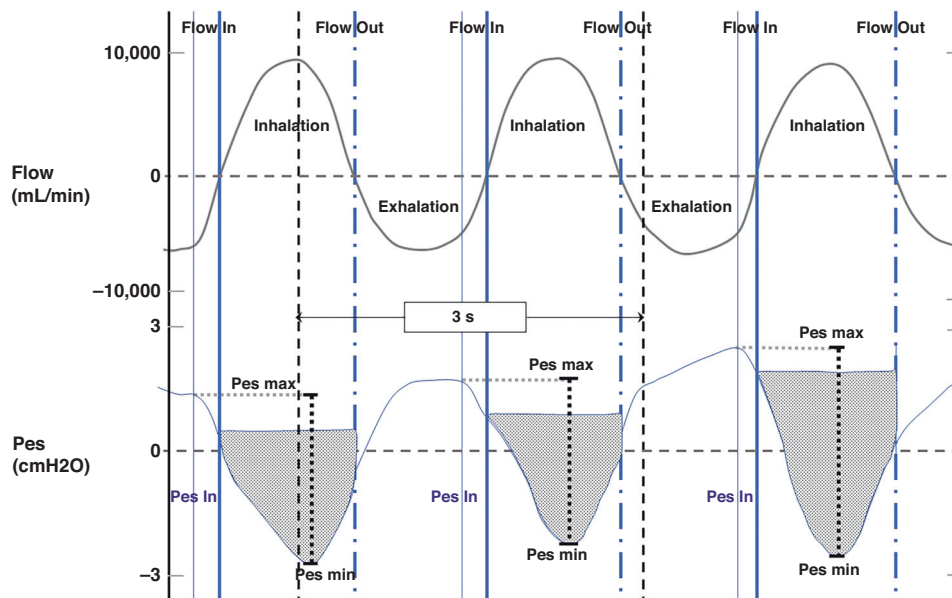 Flow In
Flow Out
Flow In
Flow Out
Flow In
Flow Out
10,000
Inhalation
Inhalation
Inhalation
Flow
(mL/min)
0
Exhalation
Exhalation
–10,000
3 s
3
Pes max
Pes max
Pes max
Pes
(cmH2O)
0
Pes In
Pes In
Pes In
Pes min
Pes min
Pes min
–3